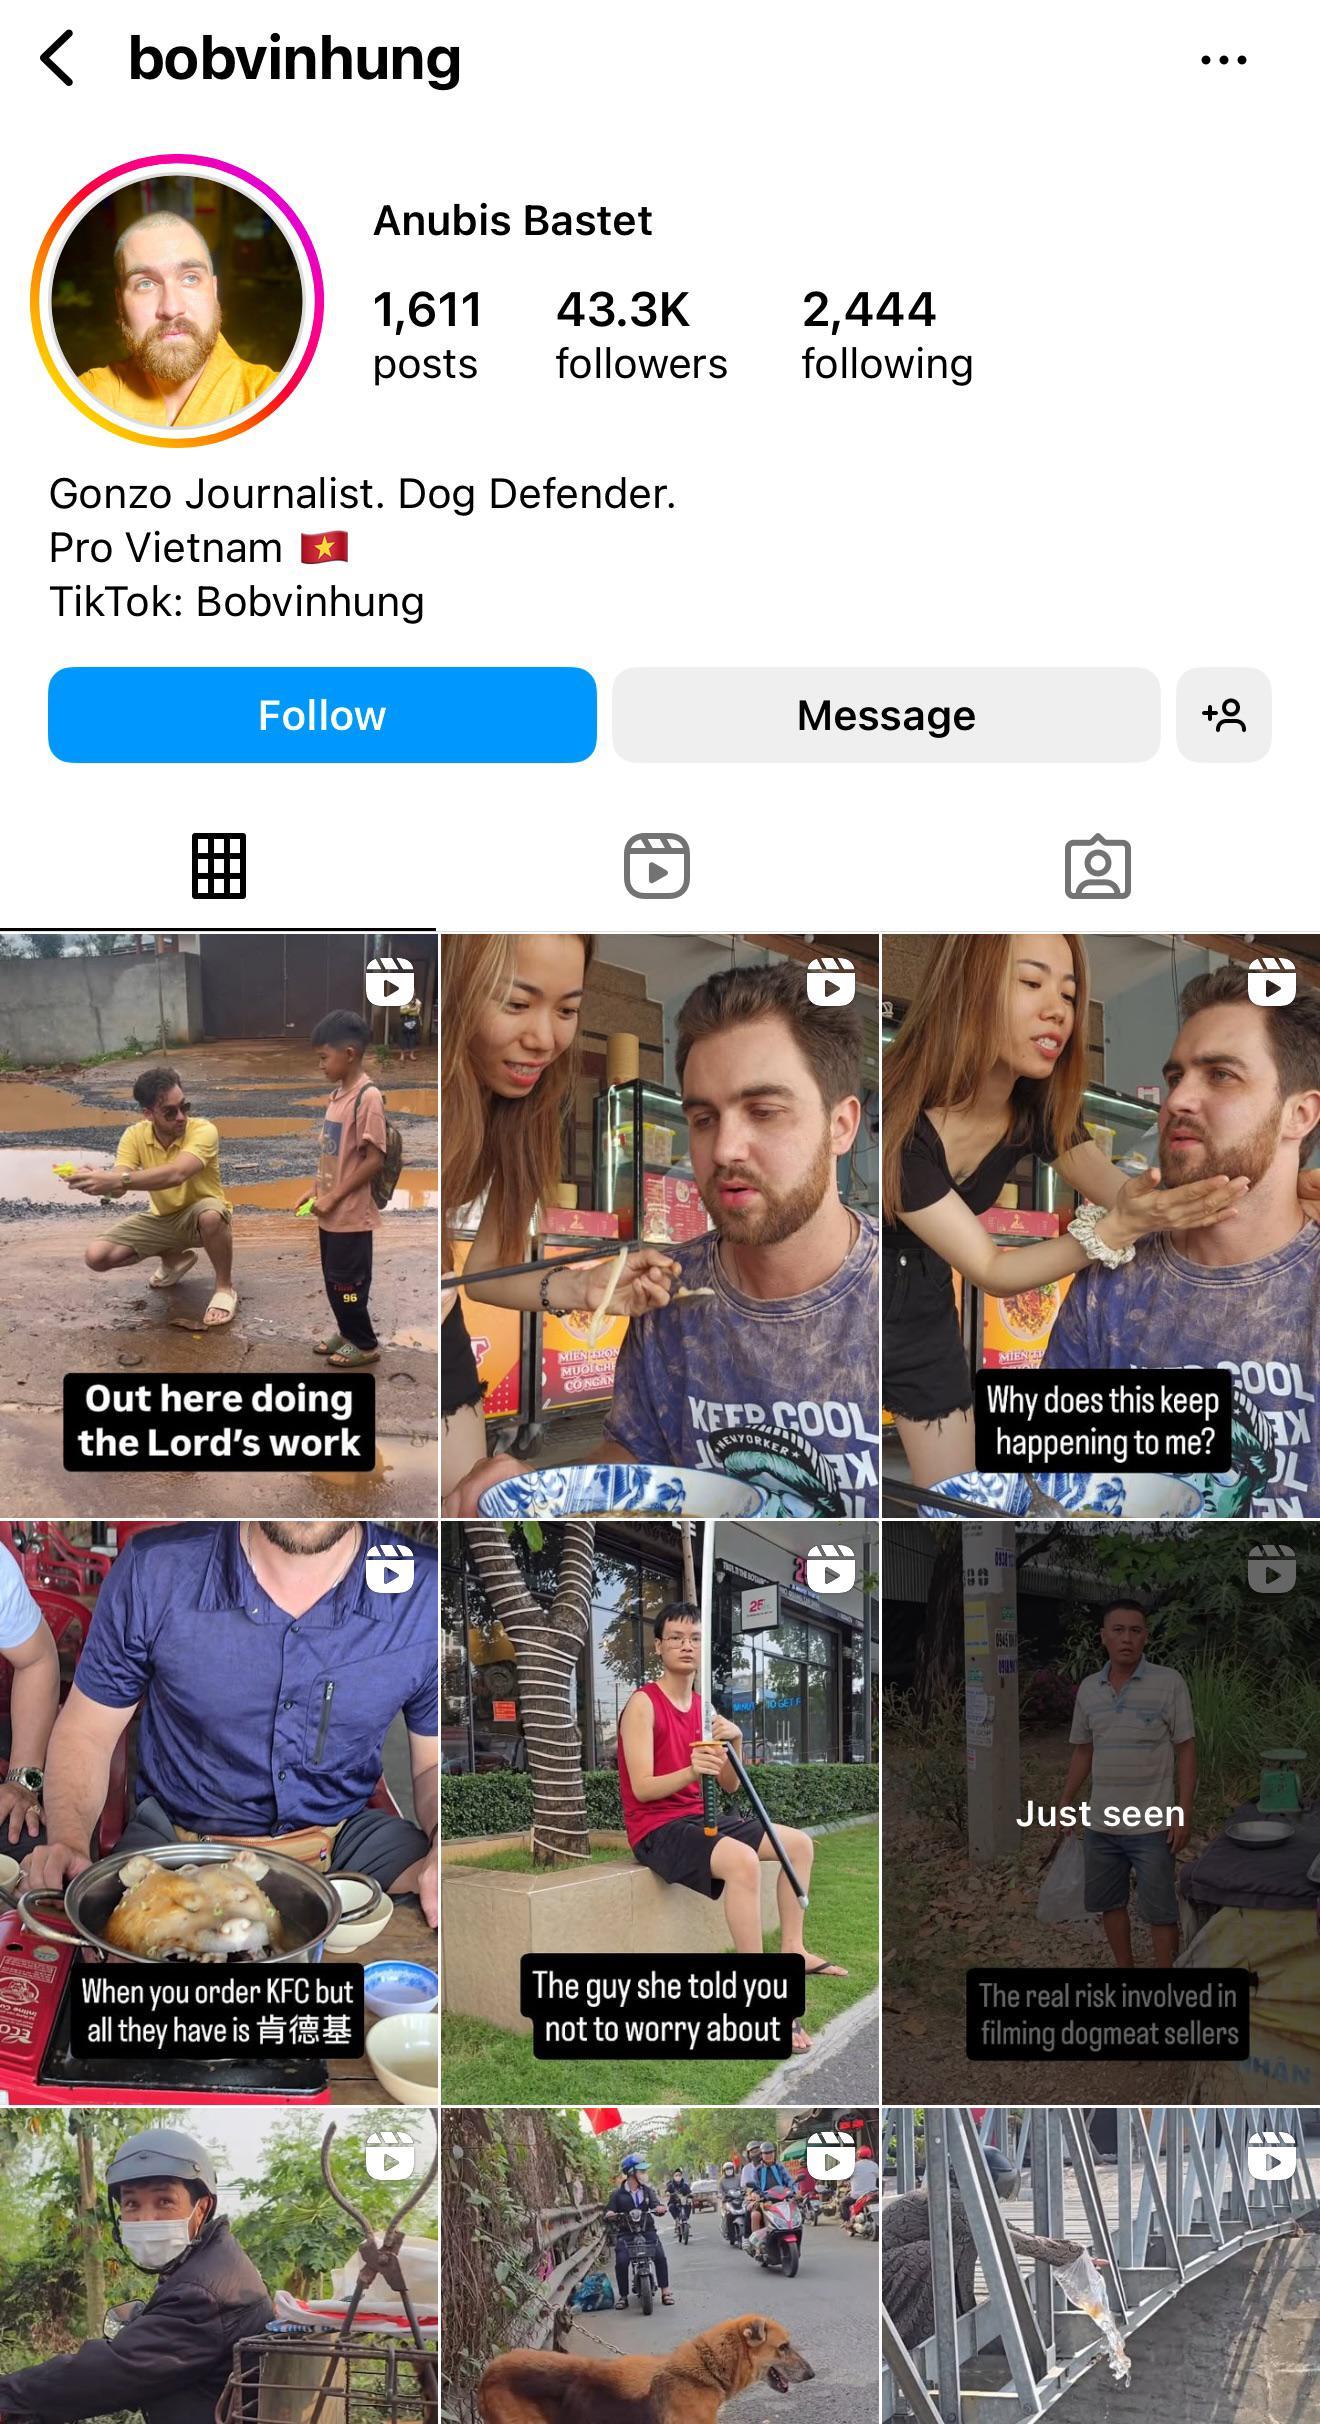 bobvinhung
Anubis Bastet
1,611
posts
43.3K
followers
2,444
following
Gonzo Journalist. Dog Defender.
Pro Vietnam 🇻🇳
TikTok: Bobvinhung
Follow
Message
96
Out here doing
the Lord's work
KEEP COOL
NEWYORKER
Why does this keep
happening to me?
When you order KFC but
all they have is 肯德基
25
The guy she told you
not to worry about
Just seen
The real risk involved in
filming dogmeat sellers